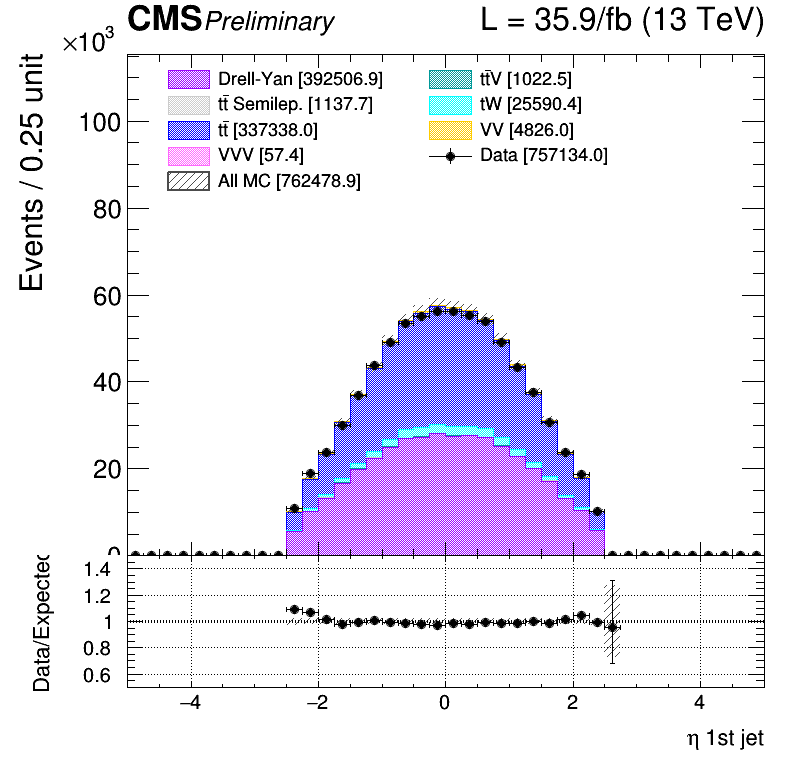 CMS Preliminary L = 35.9/fb (13 TeV)
×10³
Events / 0.25 unit
Drell-Yan [392506.9]
tt̄ Semilep. [1137.7]
tt̄ [337338.0]
VVV [57.4]
All MC [762478.9]
tt̄V [1022.5]
tW [25590.4]
VV [4826.0]
Data [757134.0]
100
80
60
40
20
0
Data/Expected
1.4
1.2
1
0.8
0.6
−4 −2 0 2 4
η 1st jet